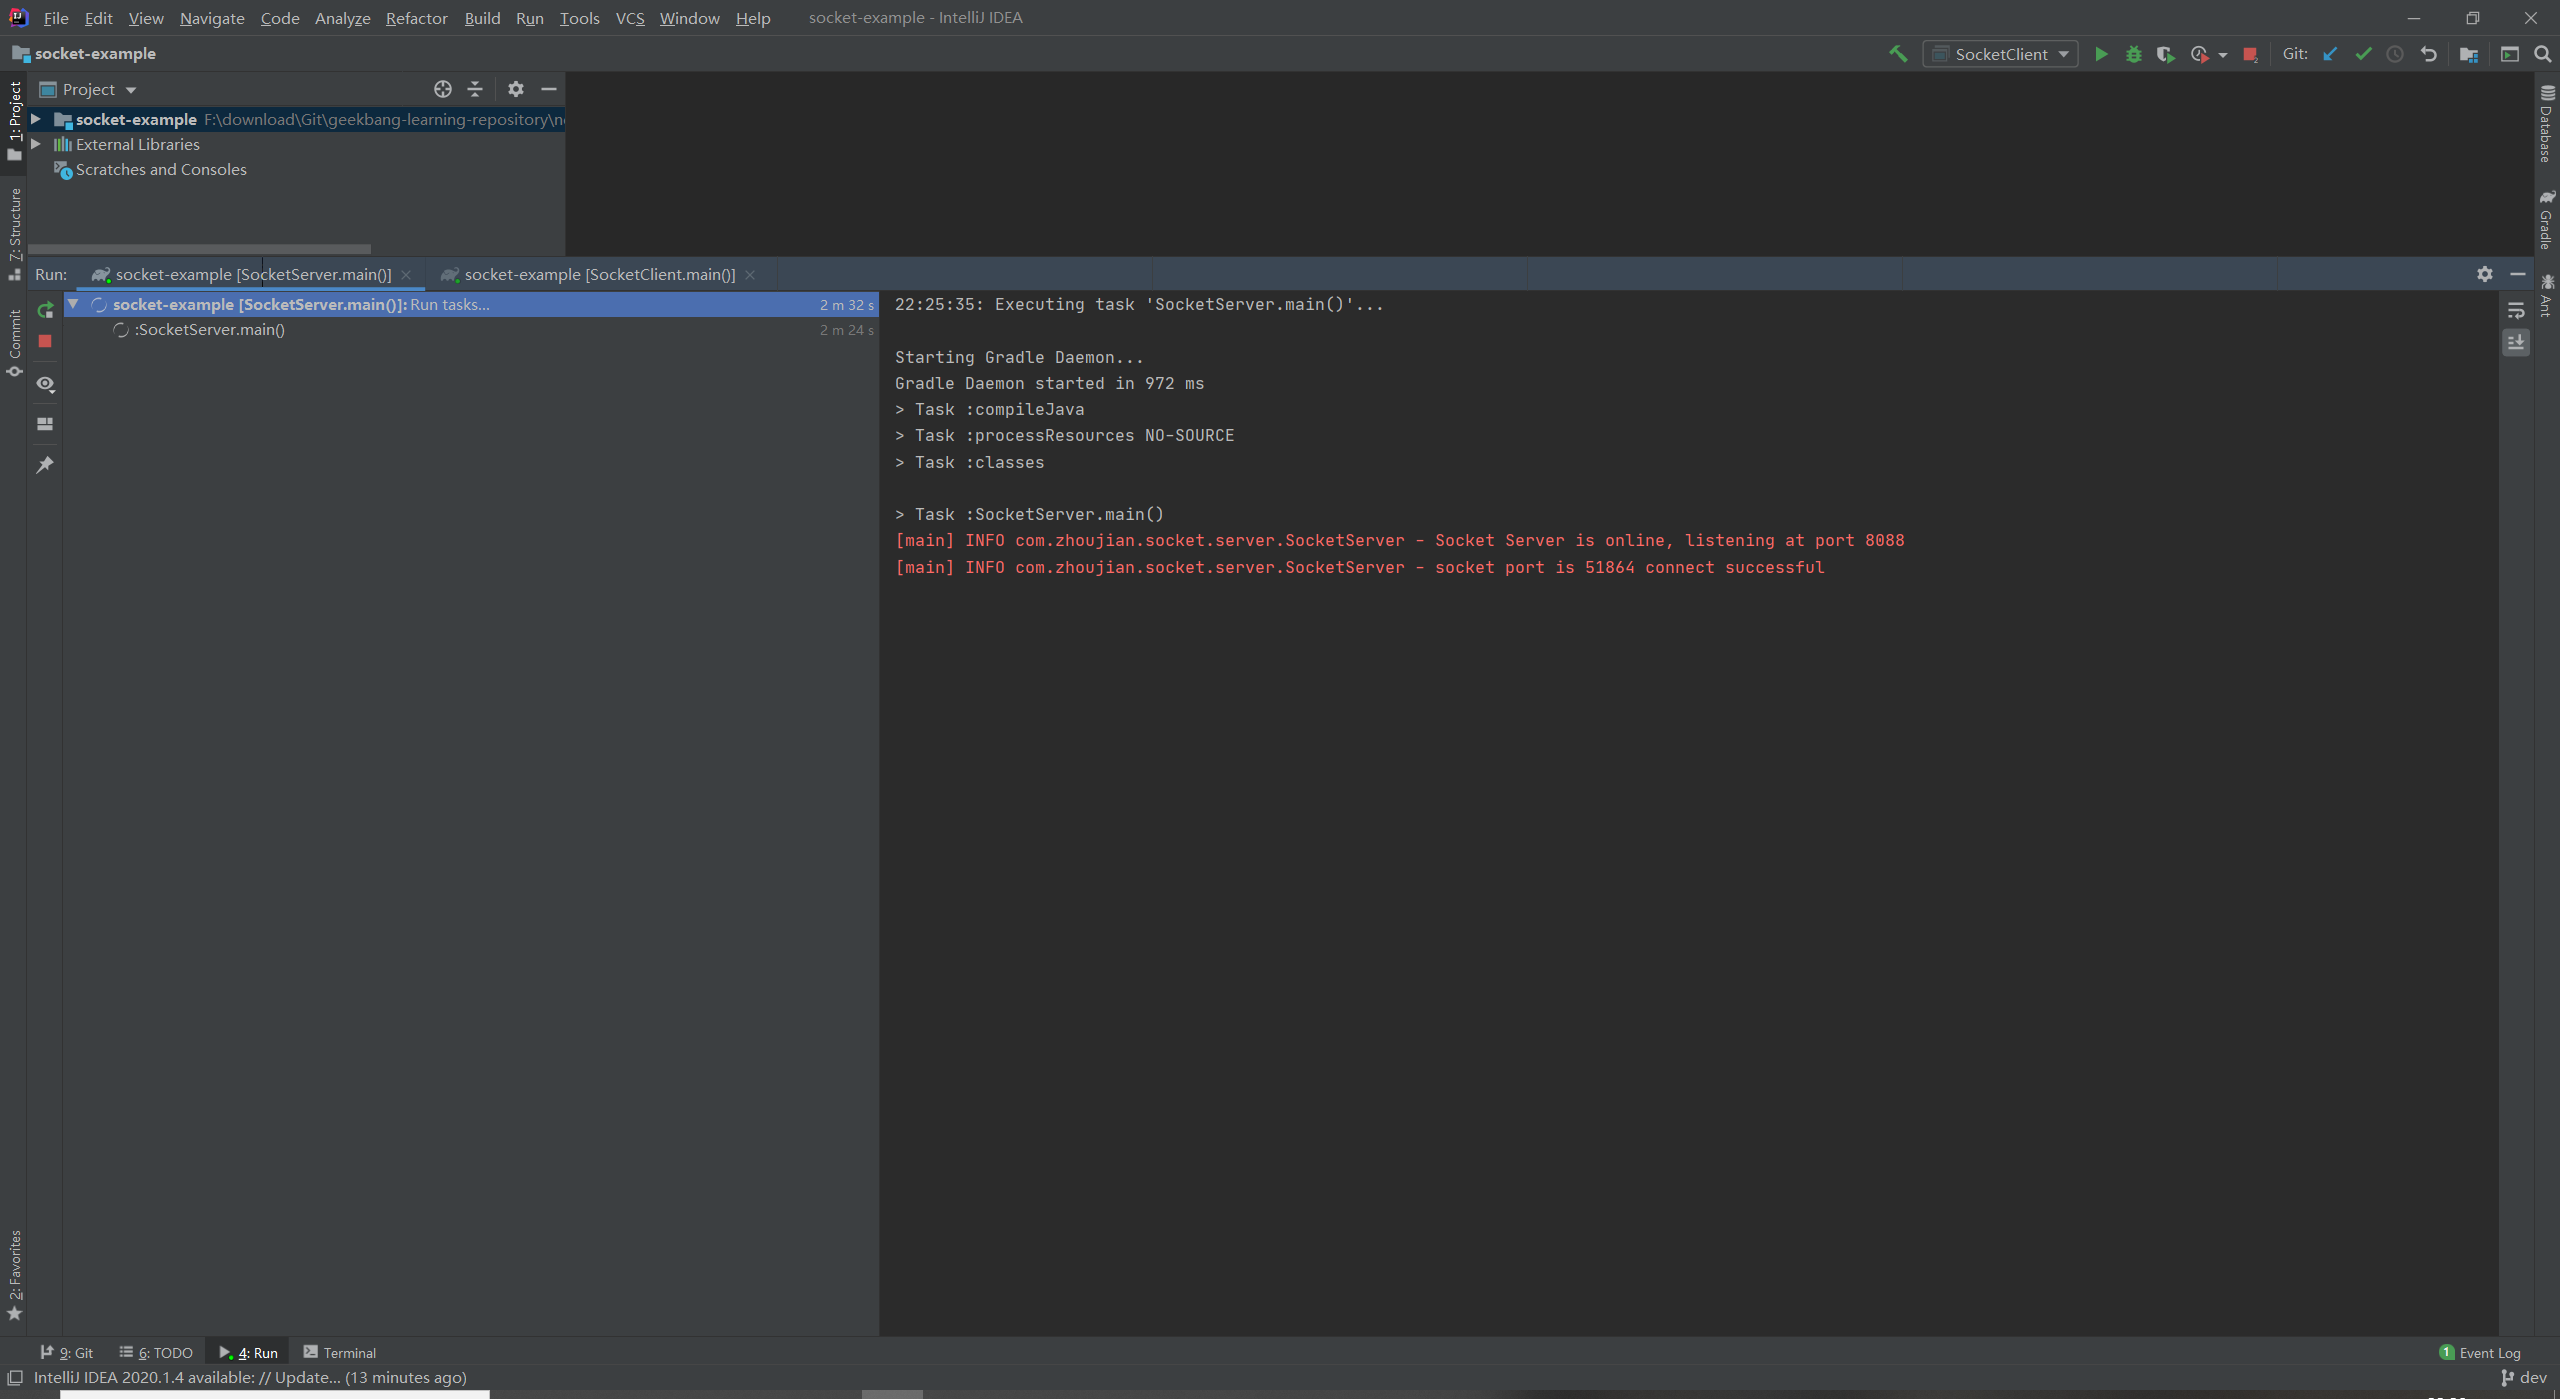 File Edit View Navigate Code Analyze Refactor Build Run Tools VCS Window Help socket-example - IntelliJ IDEA
socket-example
SocketClient
Git:
Project
socket-example F:\download\Git\geekbang-learning-repository\n
External Libraries
Scratches and Consoles
1: Project
7: Structure
Commit
2: Favorites
Database
Gradle
Ant
Run: socket-example [SocketServer.main()] socket-example [SocketClient.main()]
socket-example [SocketServer.main()]: Run tasks... 2 m 32 s
:SocketServer.main() 2 m 24 s
22:25:35: Executing task 'SocketServer.main()'...
Starting Gradle Daemon...
Gradle Daemon started in 972 ms
> Task :compileJava
> Task :processResources NO-SOURCE
> Task :classes
> Task :SocketServer.main()
[main] INFO com.zhoujian.socket.server.SocketServer - Socket Server is online, listening at port 8088
[main] INFO com.zhoujian.socket.server.SocketServer - socket port is 51864 connect successful
9: Git 6: TODO 4: Run Terminal 1 Event Log
IntelliJ IDEA 2020.1.4 available: // Update... (13 minutes ago) dev